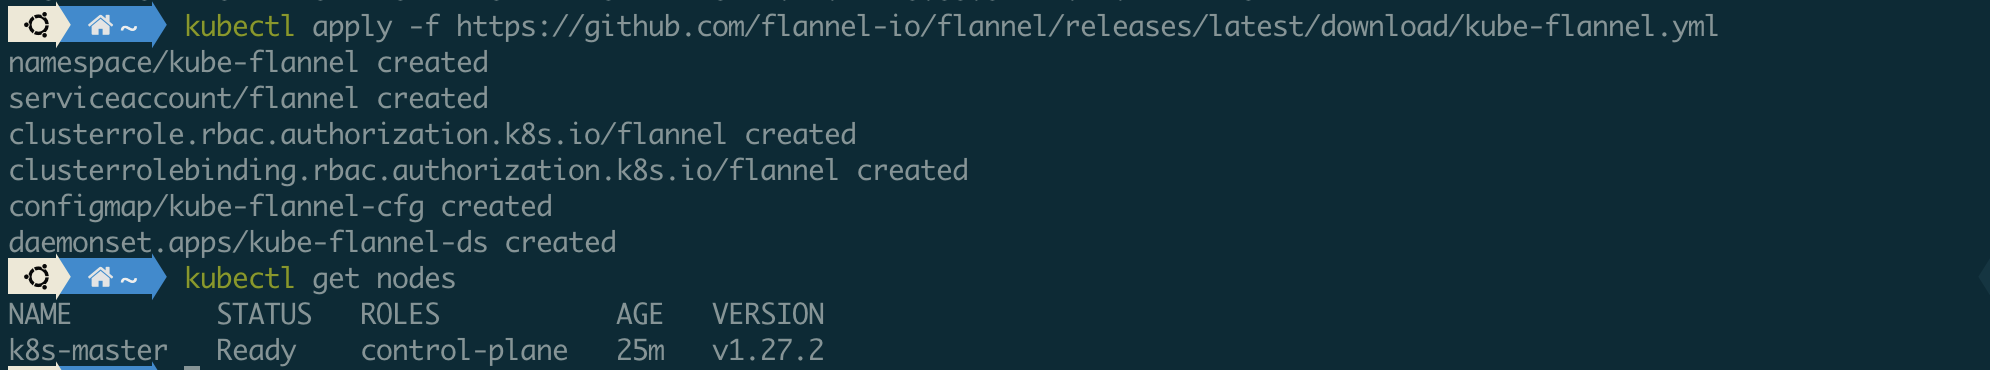 ~ kubectl apply -f https://github.com/flannel-io/flannel/releases/latest/download/kube-flannel.yml
namespace/kube-flannel created
serviceaccount/flannel created
clusterrole.rbac.authorization.k8s.io/flannel created
clusterrolebinding.rbac.authorization.k8s.io/flannel created
configmap/kube-flannel-cfg created
daemonset.apps/kube-flannel-ds created
~ kubectl get nodes
NAME STATUS ROLES AGE VERSION
k8s-master Ready control-plane 25m v1.27.2